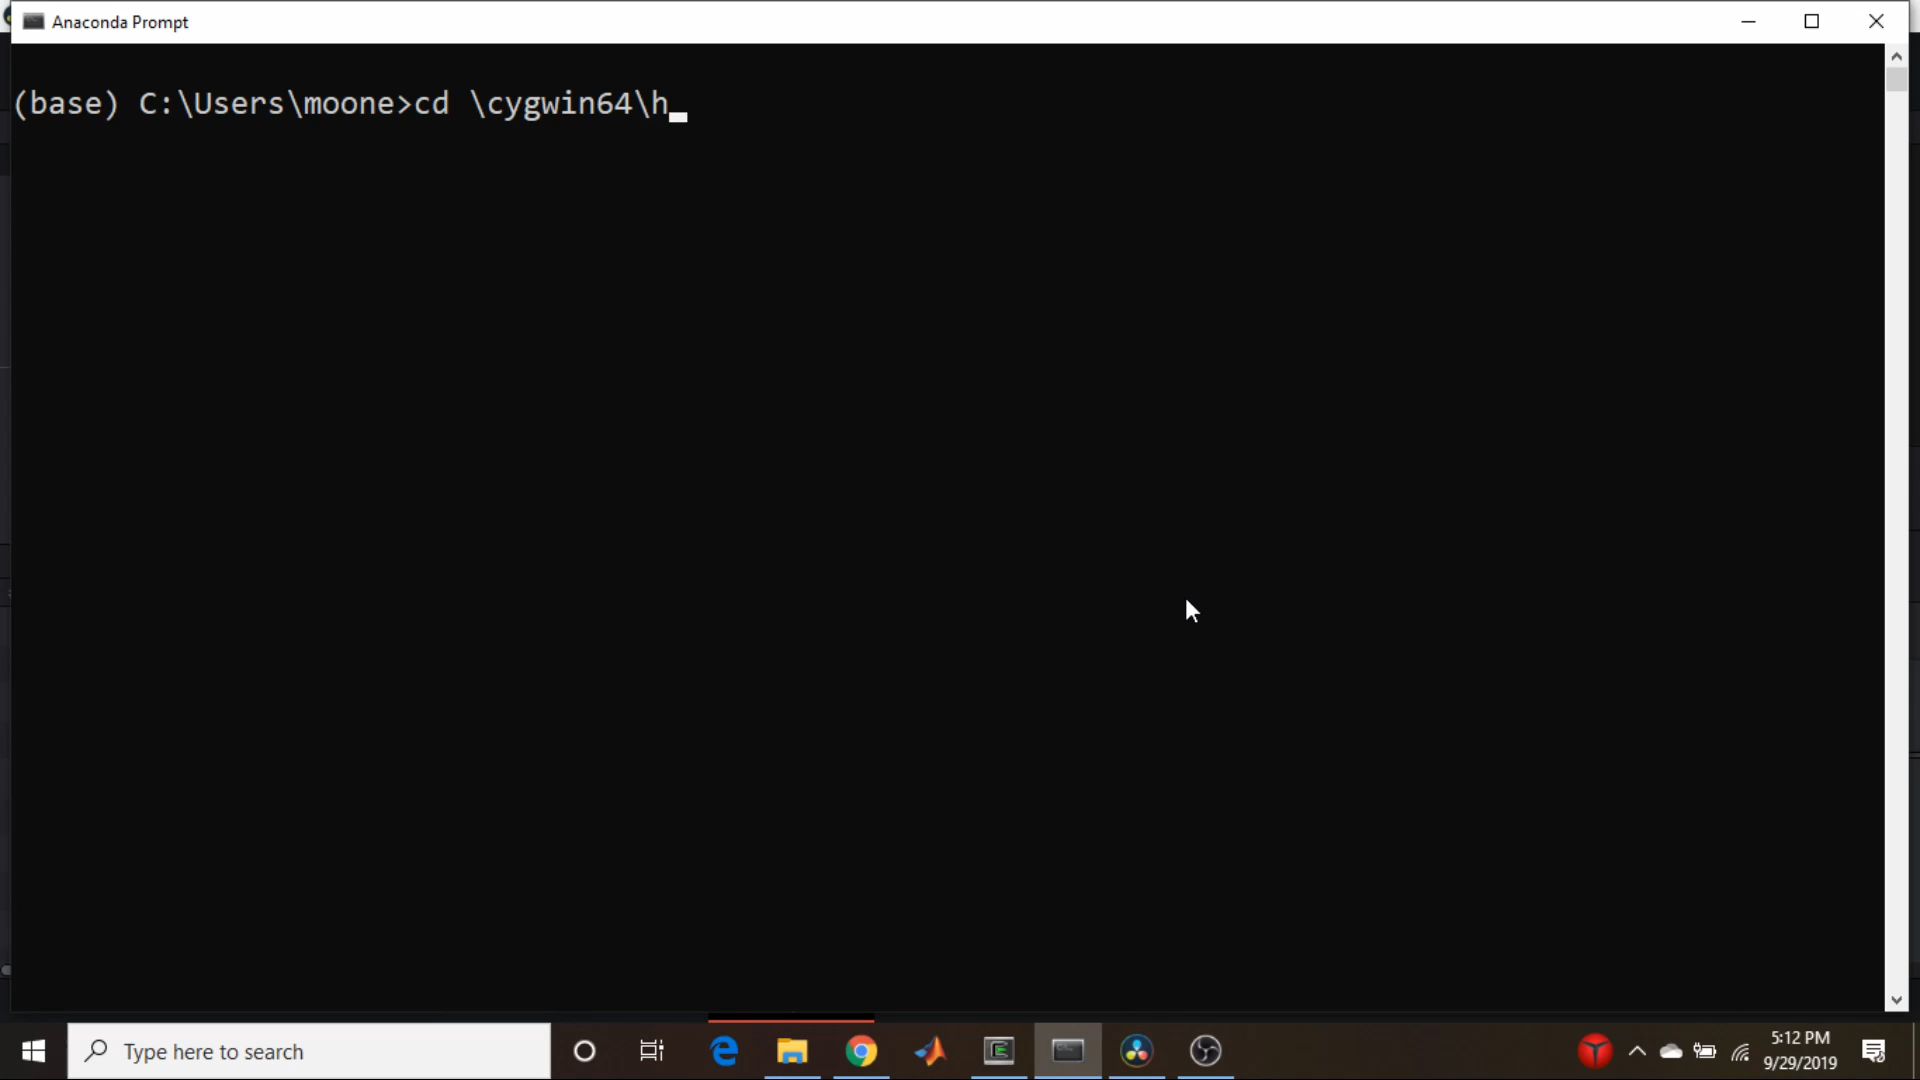 Anaconda Prompt
(base) C:\Users\moone>cd \cygwin64\h
Type here to search
5:12 PM
9/29/2019